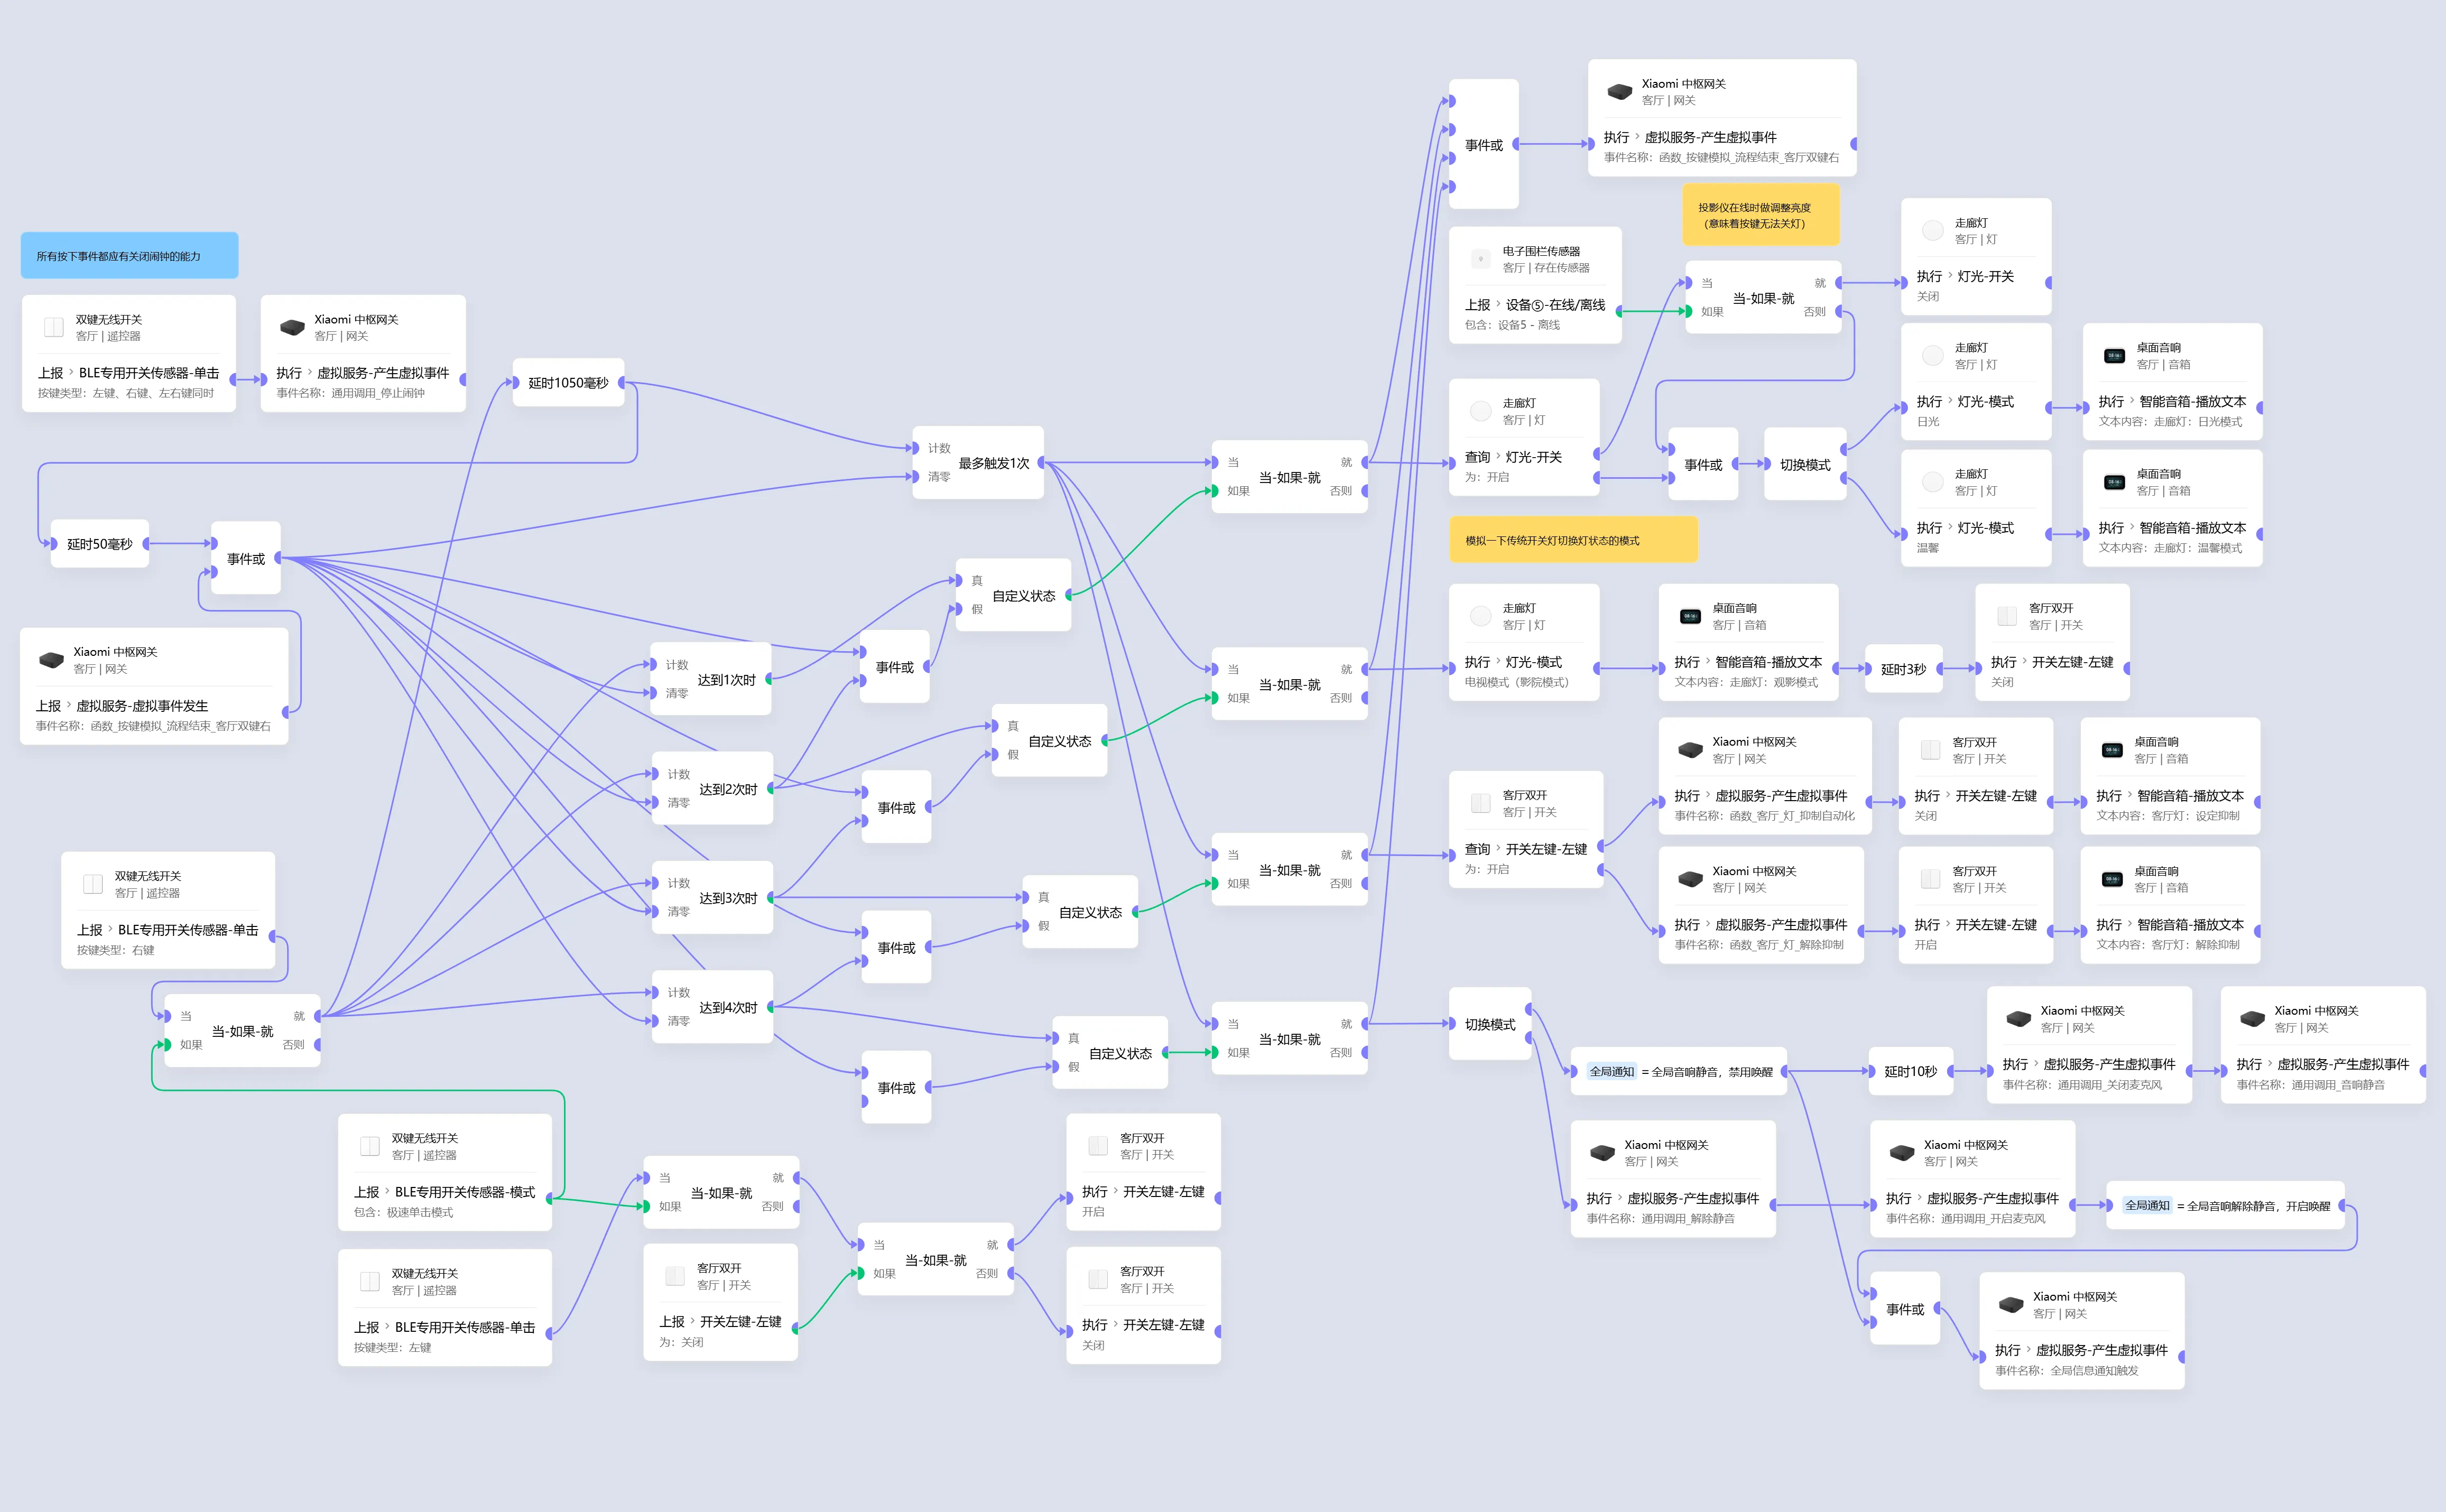 所有按下事件都应有关闭闹钟的能力
双键无线开关
客厅 | 遥控器
上报 › BLE专用开关传感器-单击
按键类型：左键、右键、左右键同时
Xiaomi 中枢网关
客厅 | 网关
执行 › 虚拟服务-产生虚拟事件
事件名称：通用调用_停止闹钟
延时1050毫秒
延时50毫秒
事件或
Xiaomi 中枢网关
客厅 | 网关
上报 › 虚拟服务-虚拟事件发生
事件名称：函数_按键模拟_流程结束_客厅双键右
双键无线开关
客厅 | 遥控器
上报 › BLE专用开关传感器-单击
按键类型：右键
当
如果
当-如果-就
就
否则
双键无线开关
客厅 | 遥控器
上报 › BLE专用开关传感器-模式
包含：极速单击模式
双键无线开关
客厅 | 遥控器
上报 › BLE专用开关传感器-单击
按键类型：左键
计数
清零
达到1次时
计数
清零
达到2次时
计数
清零
达到3次时
计数
清零
达到4次时
当
如果
当-如果-就
就
否则
客厅双开
客厅 | 开关
上报 › 开关左键-左键
为：关闭
计数
清零
最多触发1次
真
假
自定义状态
事件或
真
假
自定义状态
事件或
真
假
自定义状态
事件或
真
假
自定义状态
事件或
当
如果
当-如果-就
就
否则
客厅双开
客厅 | 开关
执行 › 开关左键-左键
开启
客厅双开
客厅 | 开关
执行 › 开关左键-左键
关闭
当
如果
当-如果-就
就
否则
当
如果
当-如果-就
就
否则
当
如果
当-如果-就
就
否则
当
如果
当-如果-就
就
否则
事件或
Xiaomi 中枢网关
客厅 | 网关
执行 › 虚拟服务-产生虚拟事件
事件名称：函数_按键模拟_流程结束_客厅双键右
投影仪在线时做调整亮度
（意味着按键无法关灯）
电子围栏传感器
客厅 | 存在传感器
上报 › 设备⑤-在线/离线
包含：设备5 - 离线
当
如果
当-如果-就
就
否则
走廊灯
客厅 | 灯
执行 › 灯光-开关
关闭
走廊灯
客厅 | 灯
查询 › 灯光-开关
为：开启
事件或
切换模式
走廊灯
客厅 | 灯
执行 › 灯光-模式
日光
桌面音响
客厅 | 音箱
执行 › 智能音箱-播放文本
文本内容：走廊灯：日光模式
走廊灯
客厅 | 灯
执行 › 灯光-模式
温馨
桌面音响
客厅 | 音箱
执行 › 智能音箱-播放文本
文本内容：走廊灯：温馨模式
模拟一下传统开关灯切换灯状态的模式
走廊灯
客厅 | 灯
执行 › 灯光-模式
电视模式（影院模式）
桌面音响
客厅 | 音箱
执行 › 智能音箱-播放文本
文本内容：走廊灯：观影模式
延时3秒
客厅双开
客厅 | 开关
执行 › 开关左键-左键
关闭
客厅双开
客厅 | 开关
查询 › 开关左键-左键
为：开启
Xiaomi 中枢网关
客厅 | 网关
执行 › 虚拟服务-产生虚拟事件
事件名称：函数_客厅_灯_抑制自动化
客厅双开
客厅 | 开关
执行 › 开关左键-左键
关闭
桌面音响
客厅 | 音箱
执行 › 智能音箱-播放文本
文本内容：客厅灯：设定抑制
Xiaomi 中枢网关
客厅 | 网关
执行 › 虚拟服务-产生虚拟事件
事件名称：函数_客厅_灯_解除抑制
客厅双开
客厅 | 开关
执行 › 开关左键-左键
开启
桌面音响
客厅 | 音箱
执行 › 智能音箱-播放文本
文本内容：客厅灯：解除抑制
切换模式
全局通知 = 全局音响静音，禁用唤醒
延时10秒
Xiaomi 中枢网关
客厅 | 网关
执行 › 虚拟服务-产生虚拟事件
事件名称：通用调用_关闭麦克风
Xiaomi 中枢网关
客厅 | 网关
执行 › 虚拟服务-产生虚拟事件
事件名称：通用调用_音响静音
Xiaomi 中枢网关
客厅 | 网关
执行 › 虚拟服务-产生虚拟事件
事件名称：通用调用_解除静音
Xiaomi 中枢网关
客厅 | 网关
执行 › 虚拟服务-产生虚拟事件
事件名称：通用调用_开启麦克风
全局通知 = 全局音响解除静音，开启唤醒
事件或
Xiaomi 中枢网关
客厅 | 网关
执行 › 虚拟服务-产生虚拟事件
事件名称：全局信息通知触发